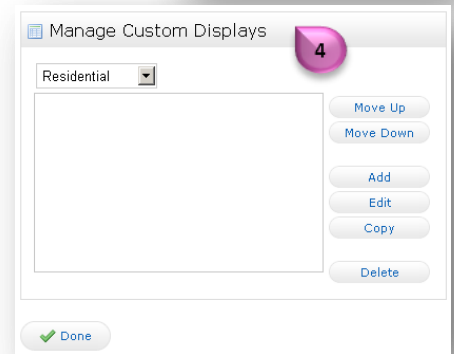 Manage Custom Displays
4
Residential
Move Up
Move Down
Add
Edit
Copy
Delete
Done